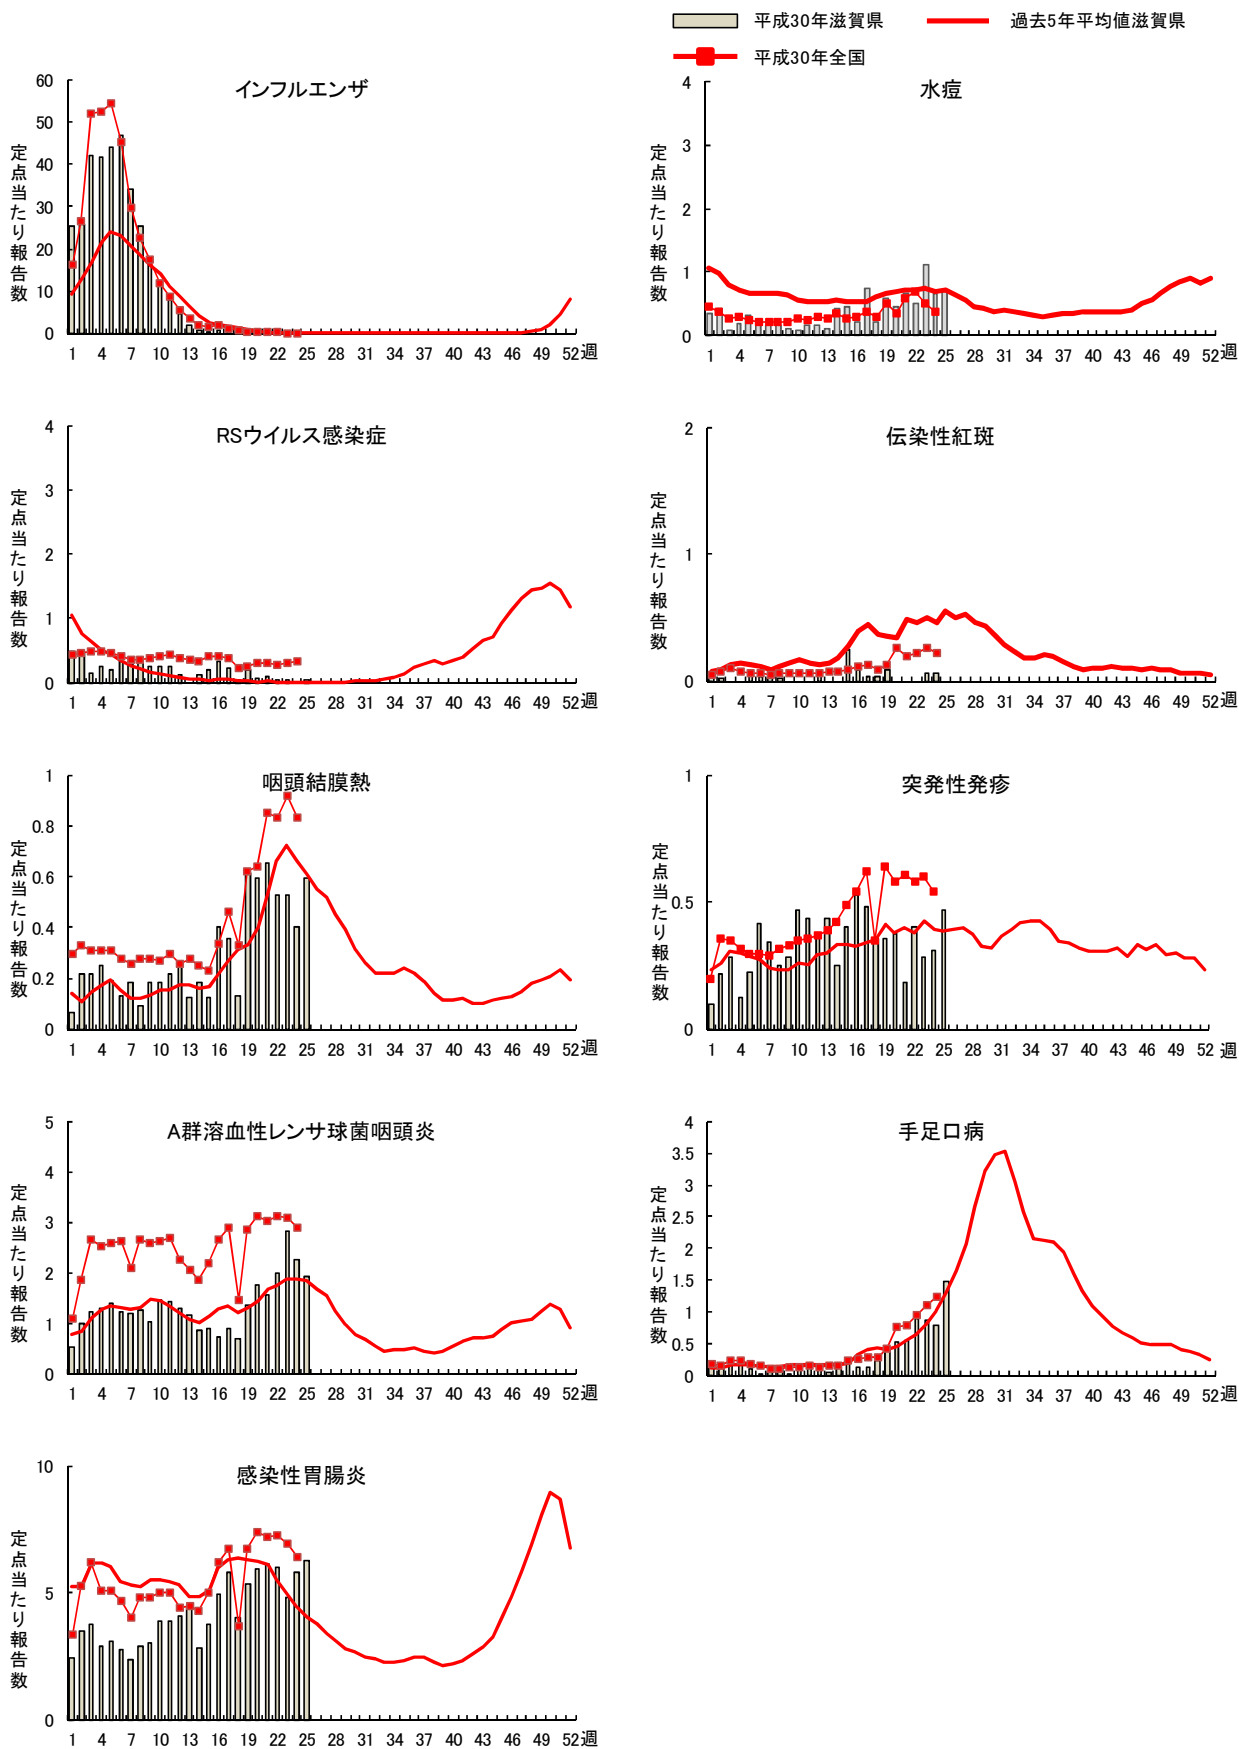 平成30年滋賀県 過去5年平均値滋賀県
平成30年全国
インフルエンザ
定点当たり報告数
60
50
40
30
20
10
0
1 4 7 10 13 16 19 22 25 28 31 34 37 40 43 46 49 52週
水痘
定点当たり報告数
4
3
2
1
0
1 4 7 10 13 16 19 22 25 28 31 34 37 40 43 46 49 52週
RSウイルス感染症
定点当たり報告数
4
3
2
1
0
1 4 7 10 13 16 19 22 25 28 31 34 37 40 43 46 49 52週
伝染性紅斑
定点当たり報告数
2
1
0
1 4 7 10 13 16 19 22 25 28 31 34 37 40 43 46 49 52週
咽頭結膜熱
定点当たり報告数
1
0.8
0.6
0.4
0.2
0
1 4 7 10 13 16 19 22 25 28 31 34 37 40 43 46 49 52週
突発性発疹
定点当たり報告数
1
0.5
0
1 4 7 10 13 16 19 22 25 28 31 34 37 40 43 46 49 52 週
A群溶血性レンサ球菌咽頭炎
定点当たり報告数
5
4
3
2
1
0
1 4 7 10 13 16 19 22 25 28 31 34 37 40 43 46 49 52週
手足口病
定点当たり報告数
4
3.5
3
2.5
2
1.5
1
0.5
0
1 4 7 10 13 16 19 22 25 28 31 34 37 40 43 46 49 52週
感染性胃腸炎
定点当たり報告数
10
5
0
1 4 7 10 13 16 19 22 25 28 31 34 37 40 43 46 49 52週